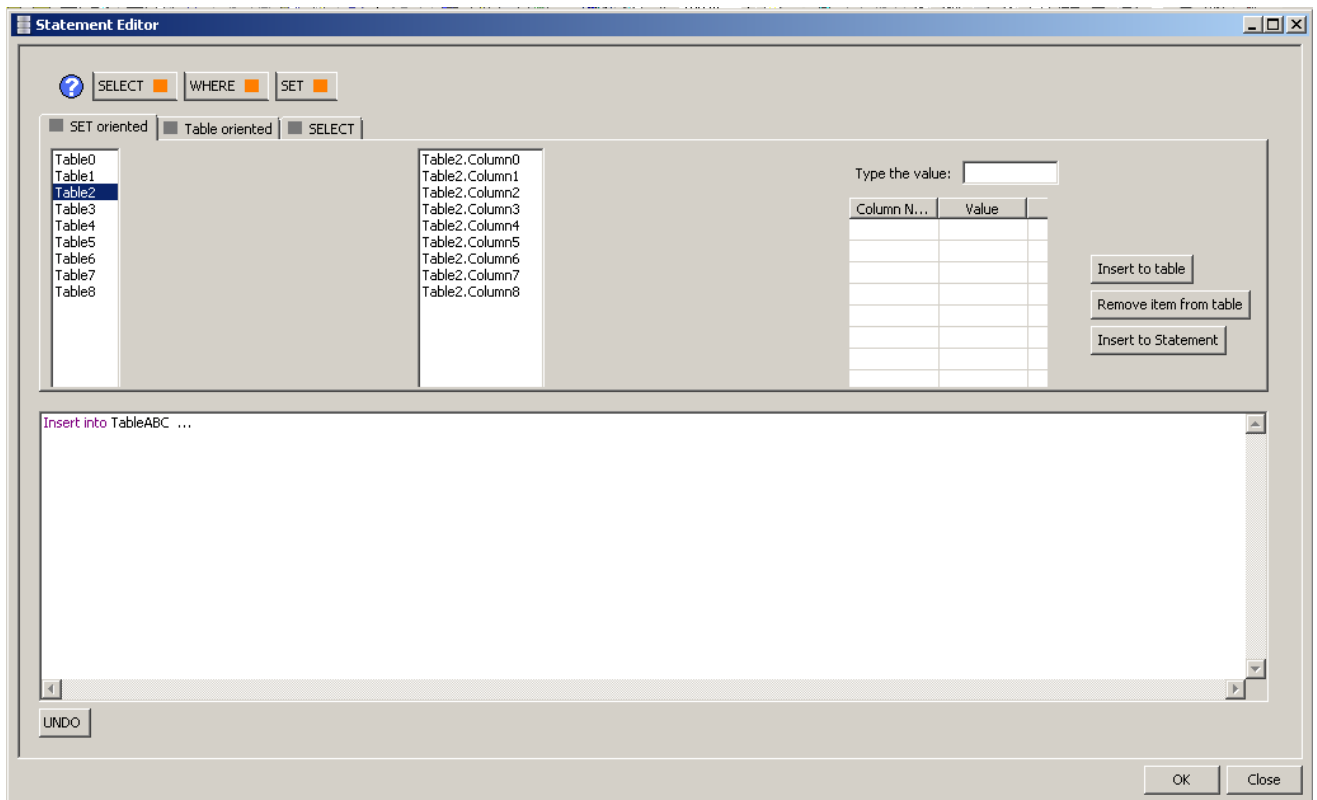 Statement Editor
SELECT WHERE SET
SET oriented Table oriented SELECT
Table0
Table1
Table2
Table3
Table4
Table5
Table6
Table7
Table8
Table2.Column0
Table2.Column1
Table2.Column2
Table2.Column3
Table2.Column4
Table2.Column5
Table2.Column6
Table2.Column7
Table2.Column8
Type the value:
Column N... Value
Insert to table
Remove item from table
Insert to Statement
Insert into TableABC ...
UNDO
OK Close